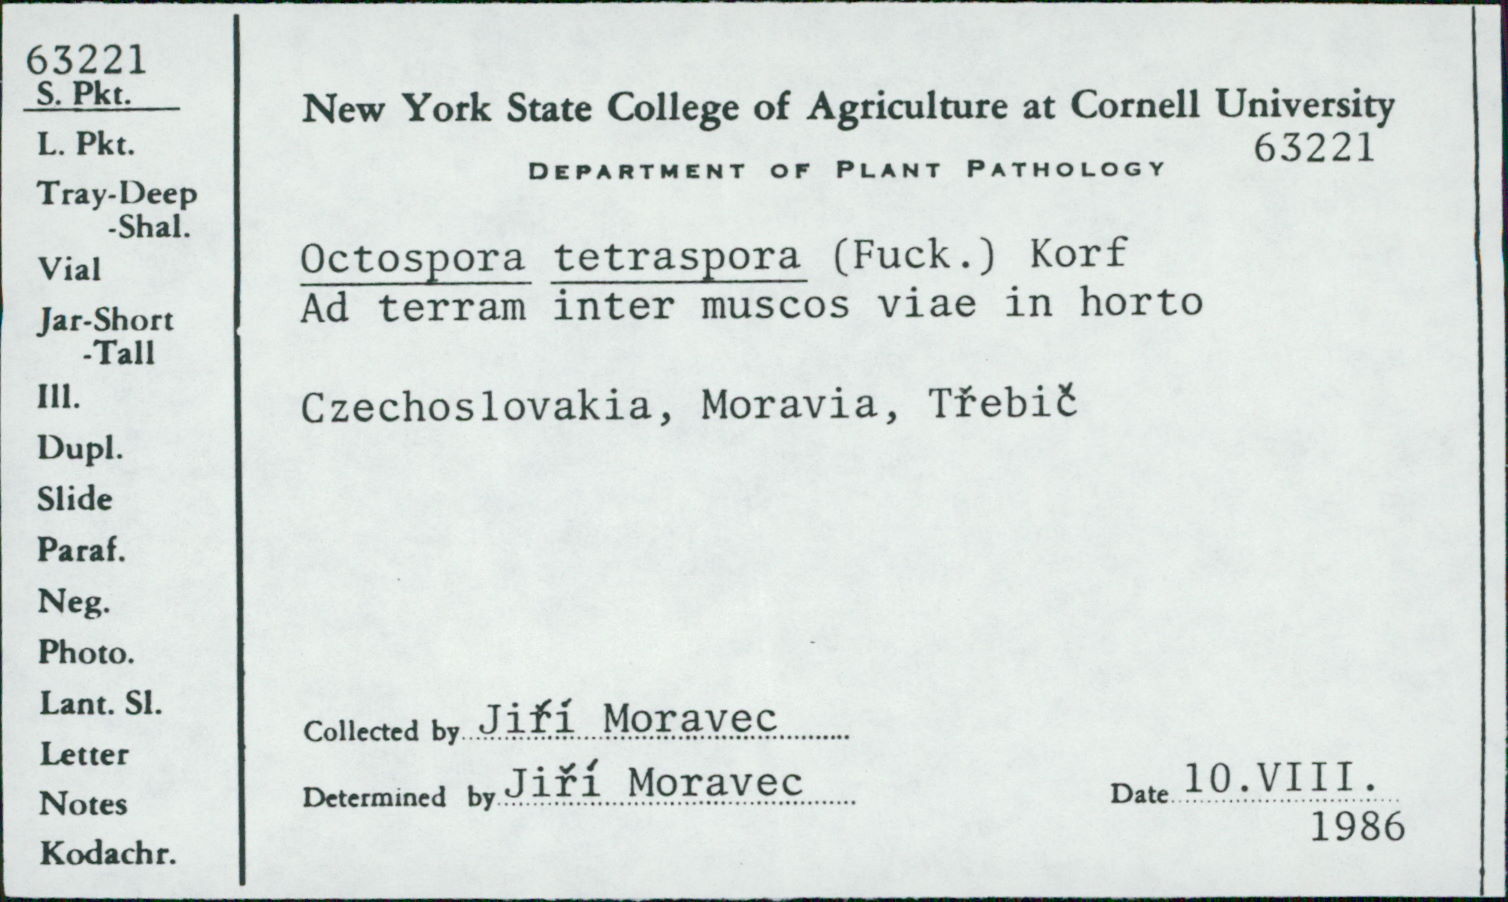 63221
S. Pkt.
L. Pkt.
Tray-Deep
-Shal.
Vial
Jar-Short
-Tall
Ill.
Dupl.
Slide
Paraf.
Neg.
Photo.
Lant. Sl.
Letter
Notes
Kodachr.
New York State College of Agriculture at Cornell University
63221
DEPARTMENT OF PLANT PATHOLOGY
Octospora tetraspora (Fuck.) Korf
Ad terram inter muscos viae in horto
Czechoslovakia, Moravia, Třebič
Collected by Jiří Moravec
Determined by Jiří Moravec
Date 10.VIII.
1986